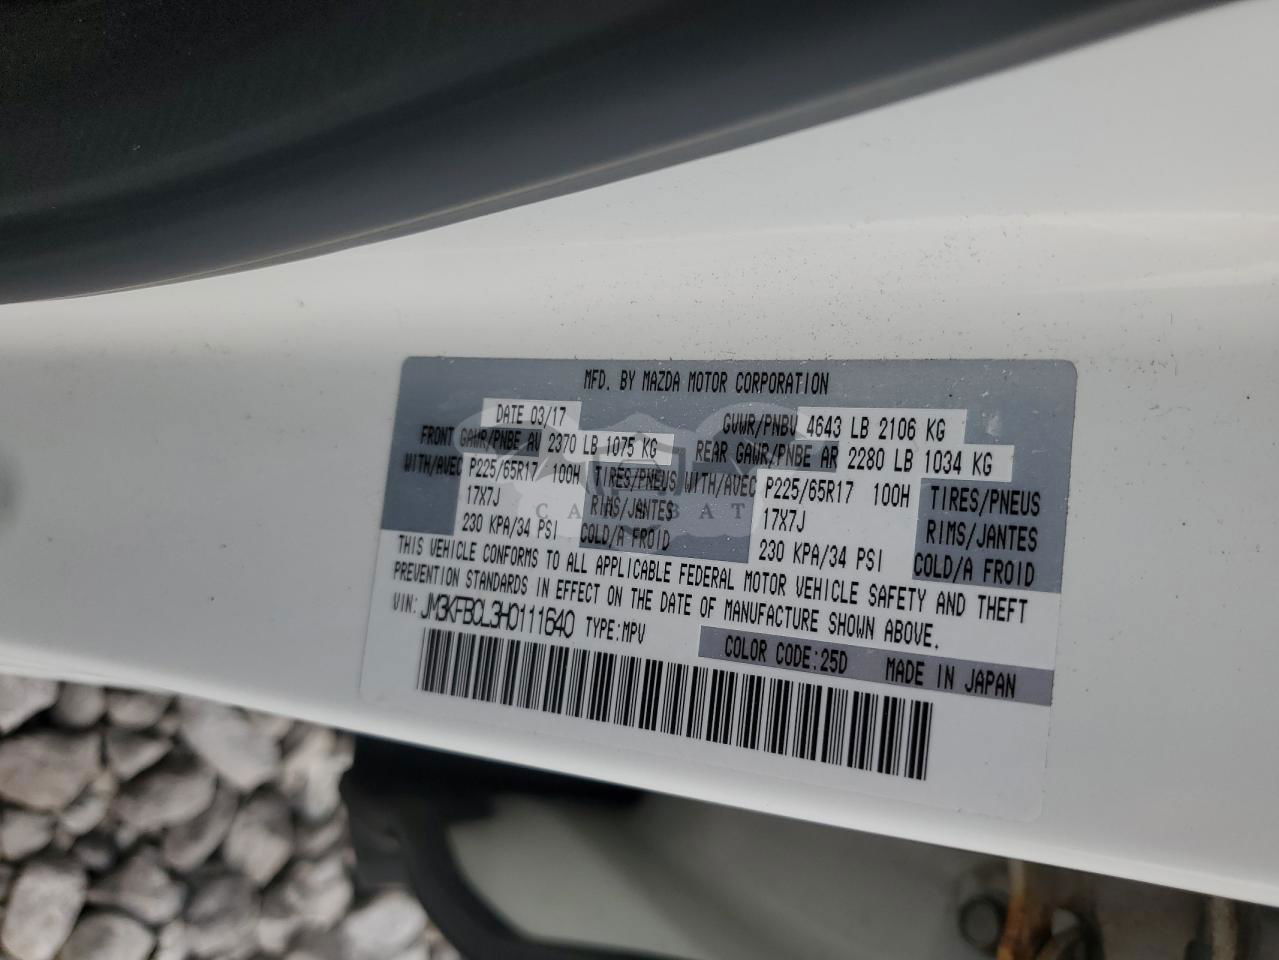 MFD. BY MAZDA MOTOR CORPORATION
DATE 03/17 GVWR/PNBV 4643 LB 2106 KG
FRONT GAWR/PNBE AV 2370 LB 1075 KG REAR GAWR/PNBE AR 2280 LB 1034 KG
WITH/AVEC P225/65R17 100H TIRES/PNEUS WITH/AVEC P225/65R17 100H TIRES/PNEUS
17X7J RIMS/JANTES 17X7J RIMS/JANTES
230 KPA/34 PSI COLD/A FROID 230 KPA/34 PSI COLD/A FROID
THIS VEHICLE CONFORMS TO ALL APPLICABLE FEDERAL MOTOR VEHICLE SAFETY AND THEFT
PREVENTION STANDARDS IN EFFECT ON THE DATE OF MANUFACTURE SHOWN ABOVE.
VIN: JM3KFBCL3H0111640 TYPE:MPV COLOR CODE:25D MADE IN JAPAN